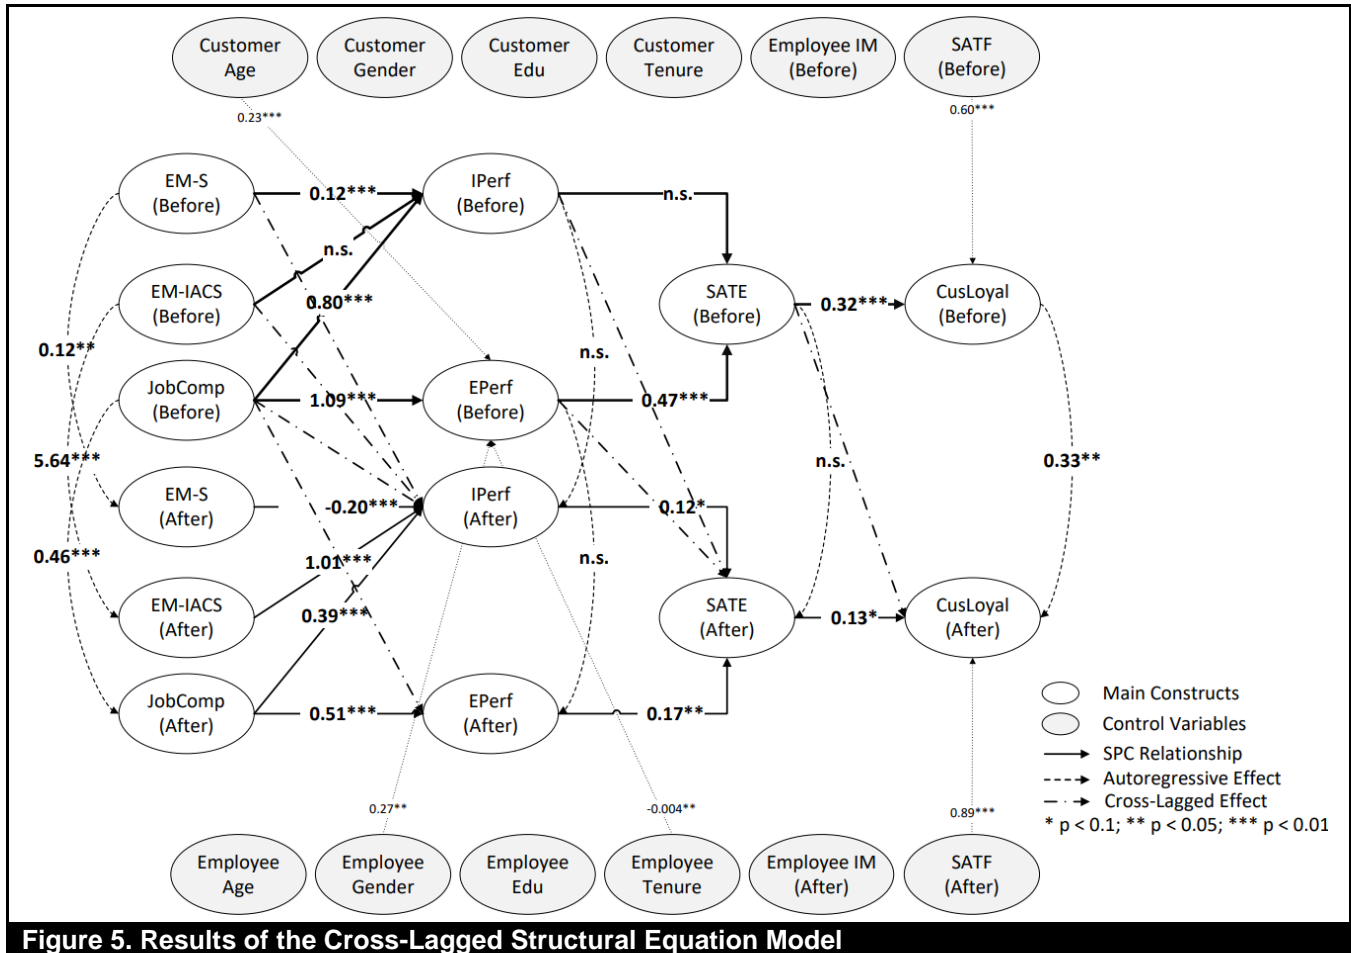 Customer
Age
Customer
Gender
Customer
Edu
Customer
Tenure
Employee IM
(Before)
SATF
(Before)
0.23***
0.60***
EM-S
(Before)
0.12***
IPerf
(Before)
n.s.
n.s.
EM-IACS
(Before)
0.80***
SATE
(Before)
0.32***
CusLoyal
(Before)
0.12**
n.s.
JobComp
(Before)
1.09***
EPerf
(Before)
0.47***
5.64***
n.s.
0.33**
EM-S
(After)
-0.20***
IPerf
(After)
0.12*
0.46***
1.01***
n.s.
EM-IACS
(After)
0.39***
SATE
(After)
0.13*
CusLoyal
(After)
JobComp
(After)
0.51***
EPerf
(After)
0.17**
Main Constructs
Control Variables
SPC Relationship
Autoregressive Effect
Cross-Lagged Effect
* p < 0.1; ** p < 0.05; *** p < 0.01
0.27**
-0.004**
0.89***
Employee
Age
Employee
Gender
Employee
Edu
Employee
Tenure
Employee IM
(After)
SATF
(After)
Figure 5. Results of the Cross-Lagged Structural Equation Model